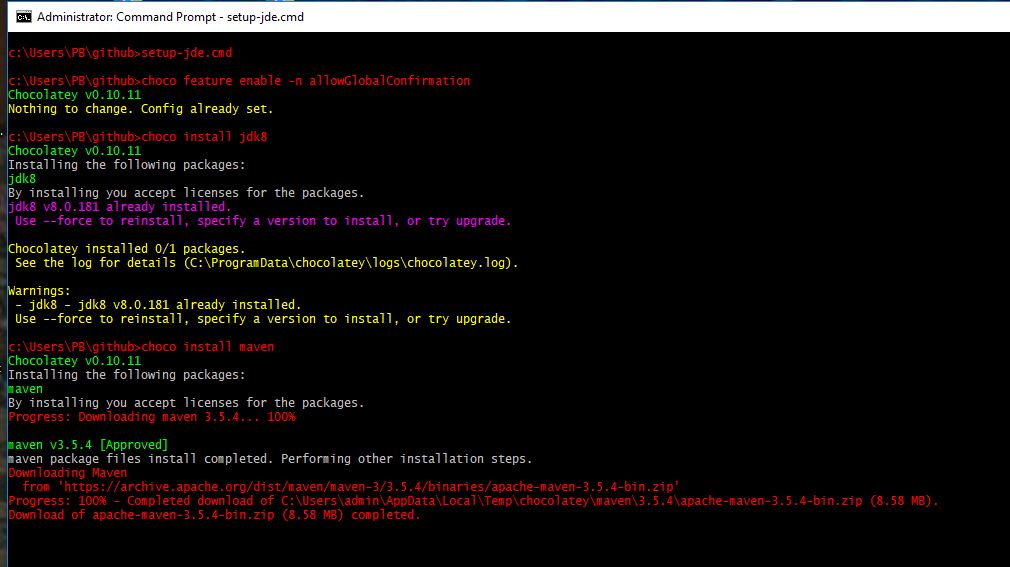 Administrator: Command Prompt - setup-jde.cmd
c:\Users\PB\github>setup-jde.cmd
c:\Users\PB\github>choco feature enable -n allowGlobalConfirmation
Chocolatey v0.10.11
Nothing to change. Config already set.
c:\Users\PB\github>choco install jdk8
Chocolatey v0.10.11
Installing the following packages:
jdk8
By installing you accept licenses for the packages.
jdk8 v8.0.181 already installed.
Use --force to reinstall, specify a version to install, or try upgrade.
Chocolatey installed 0/1 packages.
See the log for details (C:\ProgramData\chocolatey\logs\chocolatey.log).
Warnings:
- jdk8 - jdk8 v8.0.181 already installed.
Use --force to reinstall, specify a version to install, or try upgrade.
c:\Users\PB\github>choco install maven
Chocolatey v0.10.11
Installing the following packages:
maven
By installing you accept licenses for the packages.
Progress: Downloading maven 3.5.4... 100%
maven v3.5.4 [Approved]
maven package files install completed. Performing other installation steps.
Downloading Maven
from 'https://archive.apache.org/dist/maven/maven-3/3.5.4/binaries/apache-maven-3.5.4-bin.zip'
Progress: 100% - Completed download of C:\Users\admin\AppData\Local\Temp\chocolatey\maven\3.5.4\apache-maven-3.5.4-bin.zip (8.58 MB).
Download of apache-maven-3.5.4-bin.zip (8.58 MB) completed.